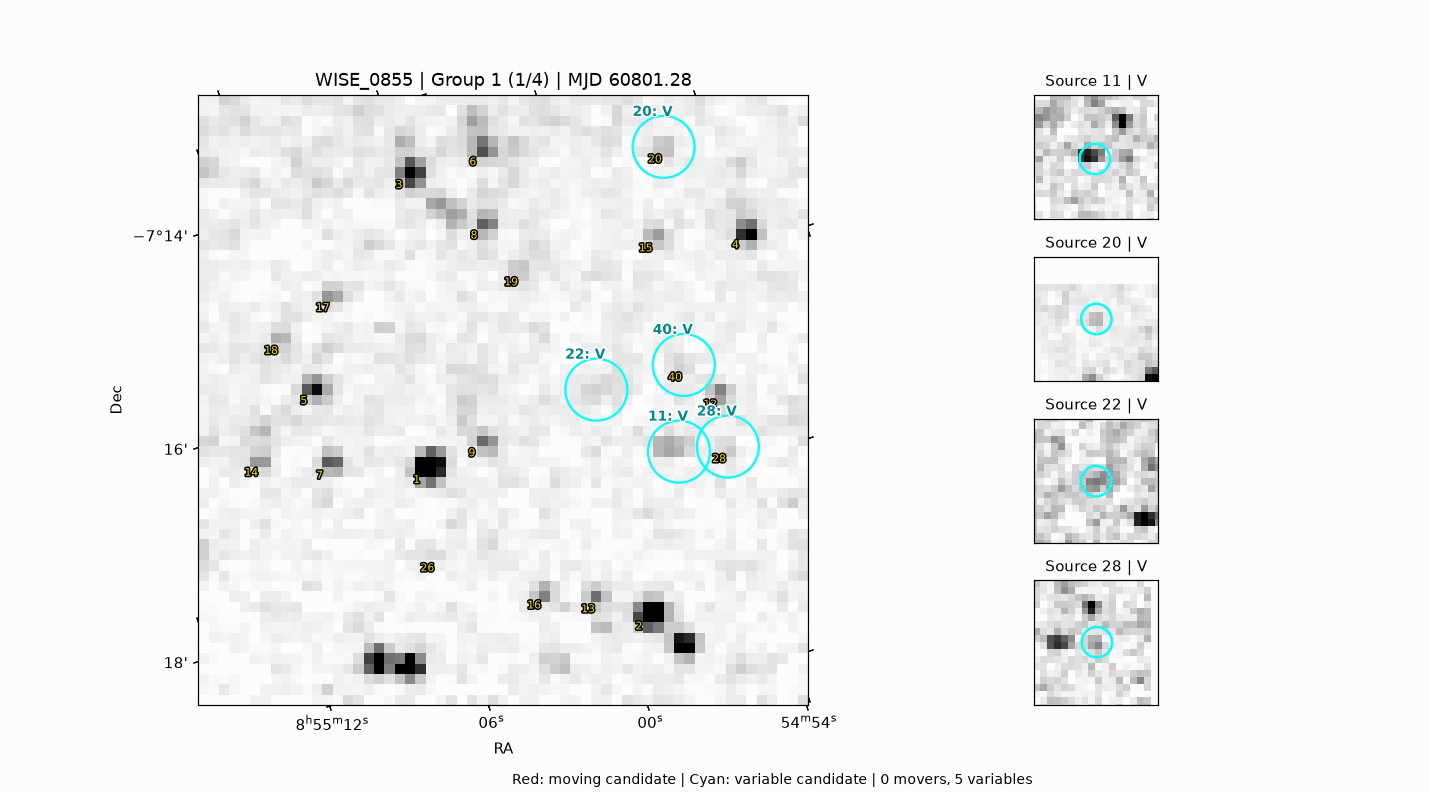 WISE_0855 | Group 1 (1/4) | MJD 60801.28
20: V
20
6
3
8
15
4
19
17
18
40: V
40
22: V
5
12
28: V
11: V
28
9
14
7
1
26
16
13
2
−7°14'
16'
18'
Dec
8ʰ55ᵐ12ˢ
06ˢ
00ˢ
54ᵐ54ˢ
RA
Source 11 | V
Source 20 | V
Source 22 | V
Source 28 | V
Red: moving candidate | Cyan: variable candidate | 0 movers, 5 variables